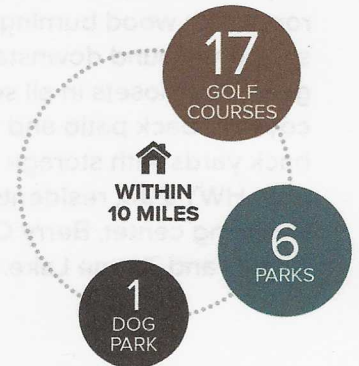 17
GOLF
COURSES
WITHIN
10 MILES
6
PARKS
1
DOG
PARK